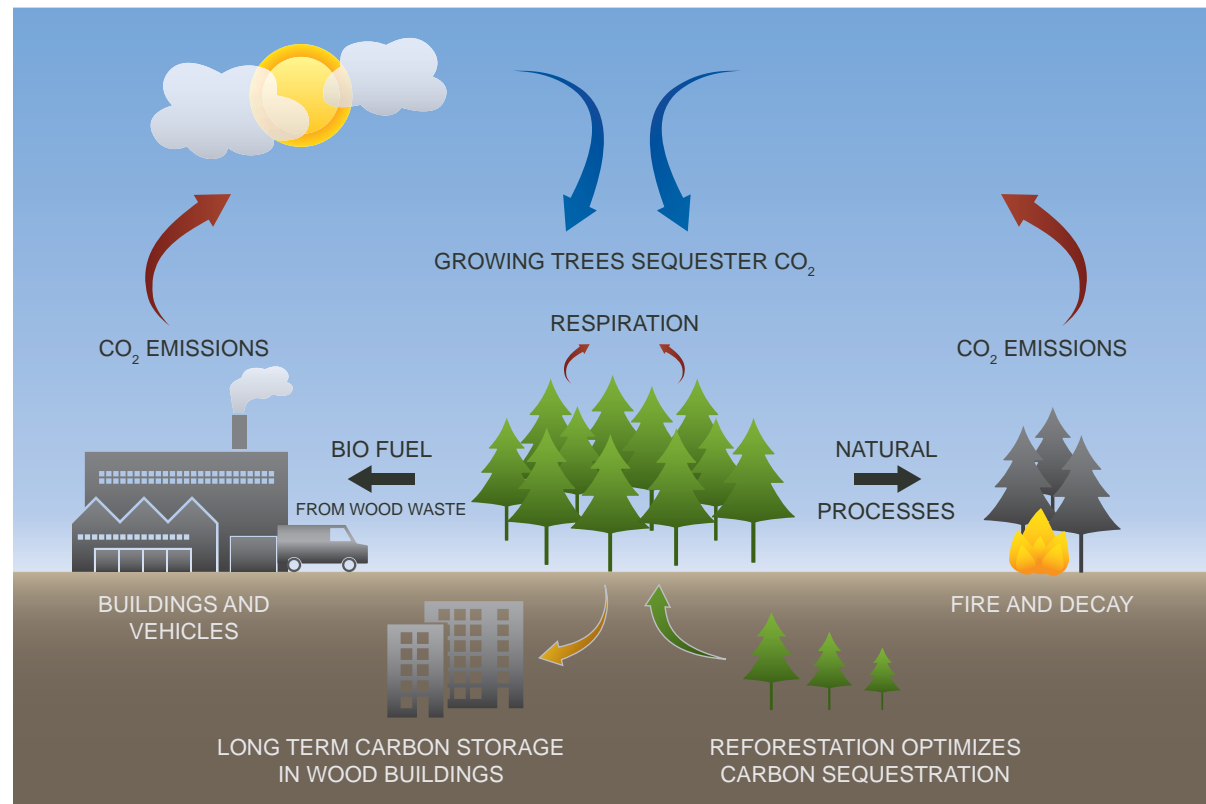 GROWING TREES SEQUESTER CO₂
RESPIRATION
CO₂ EMISSIONS
CO₂ EMISSIONS
BIO FUEL
FROM WOOD WASTE
NATURAL
PROCESSES
BUILDINGS AND
VEHICLES
FIRE AND DECAY
LONG TERM CARBON STORAGE
IN WOOD BUILDINGS
REFORESTATION OPTIMIZES
CARBON SEQUESTRATION